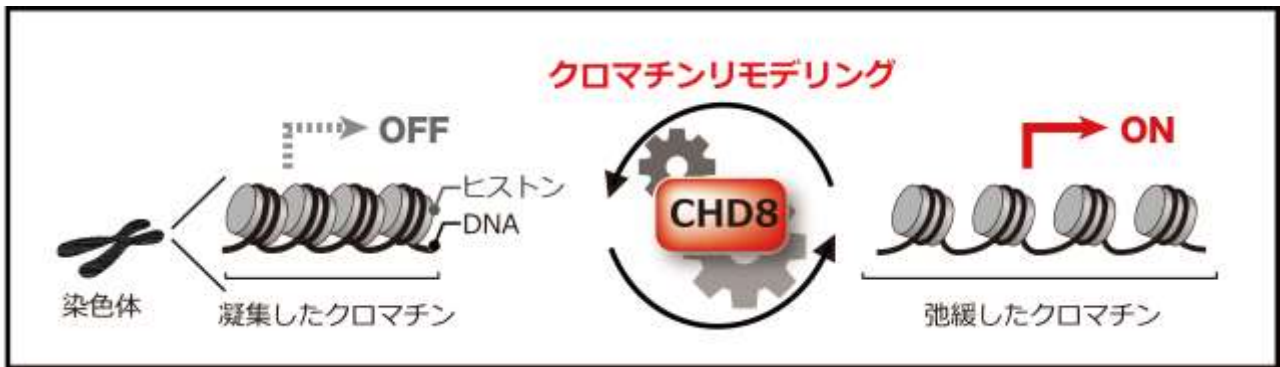 クロマチンリモデリング
OFF
ON
ヒストン
DNA
CHD8
染色体
凝集したクロマチン
弛緩したクロマチン